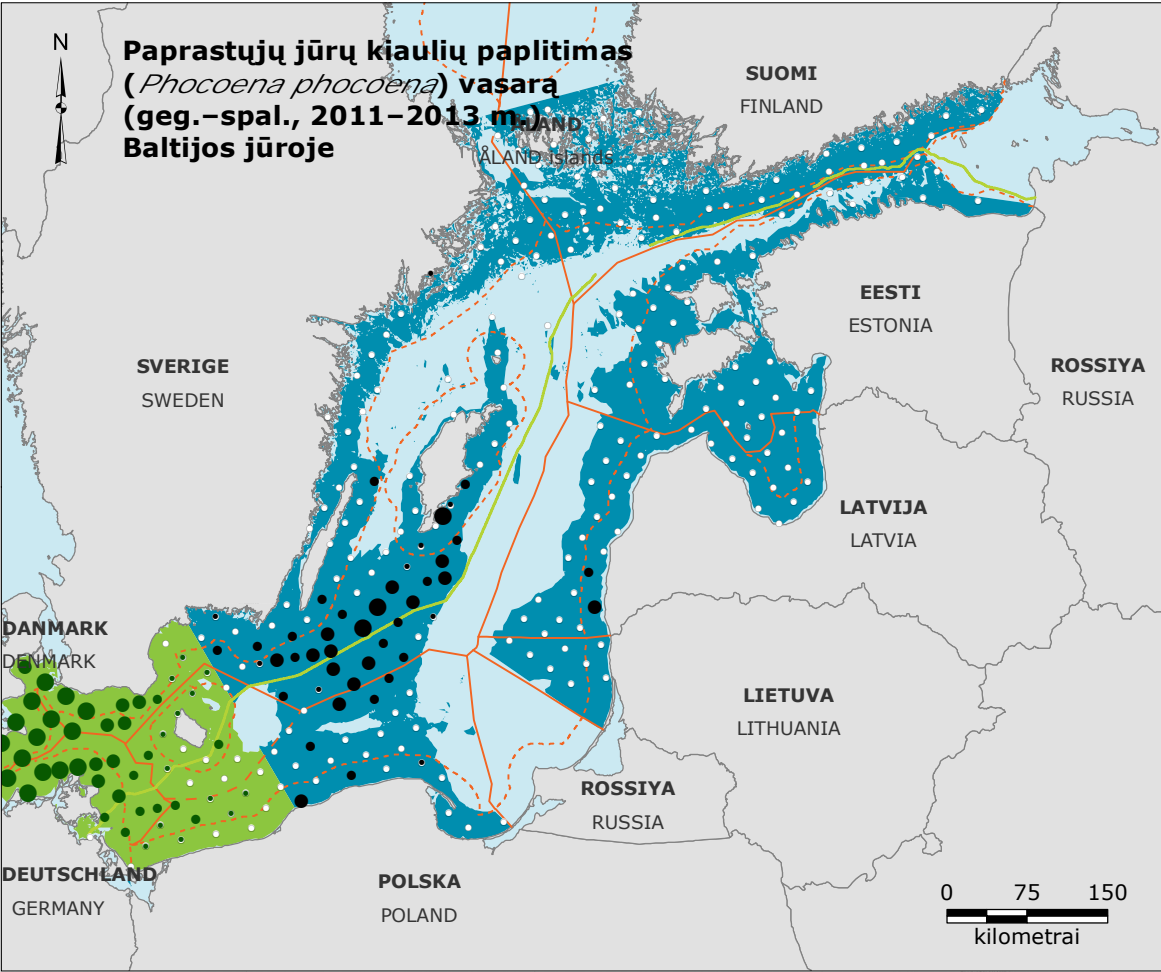 N
Paprastųjų jūrų kiaulių paplitimas
(Phocoena phocoena) vasarą
(geg.–spal., 2011–2013 m.)
Baltijos jūroje
SUOMI
FINLAND
ÅLAND
ÅLAND islands
EESTI
ESTONIA
SVERIGE
SWEDEN
ROSSIYA
RUSSIA
LATVIJA
LATVIA
DANMARK
DENMARK
LIETUVA
LITHUANIA
ROSSIYA
RUSSIA
DEUTSCHLAND
GERMANY
POLSKA
POLAND
0 75 150
kilometrai